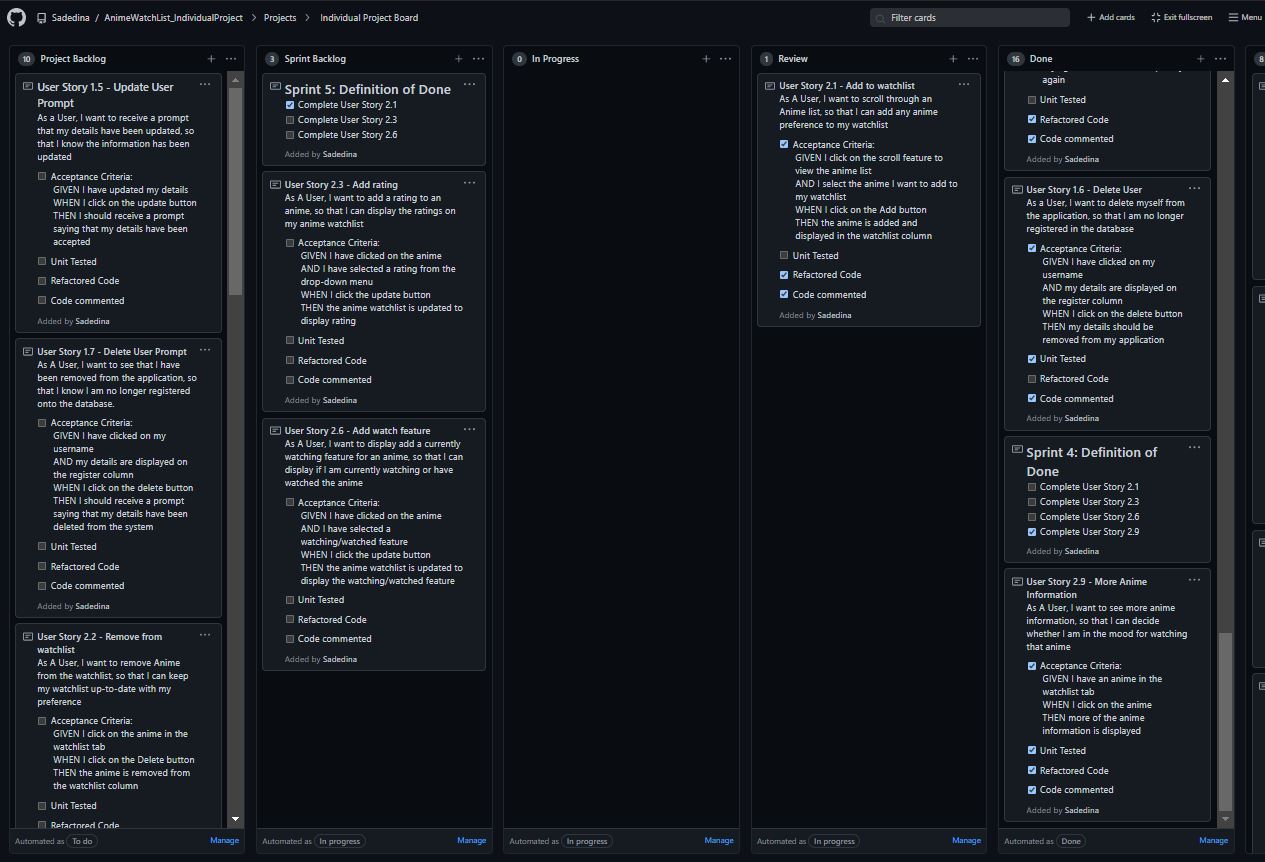 Sadedina / AnimeWatchList_IndividualProject > Projects > Individual Project Board
Filter cards
+ Add cards
Exit fullscreen
Menu
10 Project Backlog
User Story 1.5 - Update User
Prompt
As a User, I want to receive a prompt
that my details have been updated, so
that I know the information has been
updated
Acceptance Criteria:
GIVEN I have updated my details
WHEN I click on the update button
THEN I should receive a prompt
saying that my details have been
accepted
Unit Tested
Refactored Code
Code commented
Added by Sadedina
User Story 1.7 - Delete User Prompt
As A User, I want to see that I have
been removed from the application, so
that I know I am no longer registered
onto the database.
Acceptance Criteria:
GIVEN I have clicked on my
username
AND my details are displayed on
the register column
WHEN I click on the delete button
THEN I should receive a prompt
saying that my details have been
deleted from the system
Unit Tested
Refactored Code
Code commented
Added by Sadedina
User Story 2.2 - Remove from
watchlist
As A User, I want to remove Anime
from the watchlist, so that I can keep
my watchlist up-to-date with my
preference
Acceptance Criteria:
GIVEN I click on the anime in the
watchlist tab
WHEN I click on the Delete button
THEN the anime is removed from
the watchlist column
Unit Tested
Refactored Code
Automated as To do
Manage
3 Sprint Backlog
Sprint 5: Definition of Done
Complete User Story 2.1
Complete User Story 2.3
Complete User Story 2.6
Added by Sadedina
User Story 2.3 - Add rating
As A User, I want to add a rating to an
anime, so that I can display the ratings on
my anime watchlist
Acceptance Criteria:
GIVEN I have clicked on the anime
AND I have selected a rating from the
drop-down menu
WHEN I click the update button
THEN the anime watchlist is updated to
display rating
Unit Tested
Refactored Code
Code commented
Added by Sadedina
User Story 2.6 - Add watch feature
As A User, I want to display add a currently
watching feature for an anime, so that I can
display if I am currently watching or have
watched the anime
Acceptance Criteria:
GIVEN I have clicked on the anime
AND I have selected a
watching/watched feature
WHEN I click the update button
THEN the anime watchlist is updated to
display the watching/watched feature
Unit Tested
Refactored Code
Code commented
Added by Sadedina
Automated as In progress
Manage
0 In Progress
Automated as In progress
Manage
1 Review
User Story 2.1 - Add to watchlist
As A User, I want to scroll through an
Anime list, so that I can add any anime
preference to my watchlist
Acceptance Criteria:
GIVEN I click on the scroll feature to
view the anime list
AND I select the anime I want to add to
my watchlist
WHEN I click on the Add button
THEN the anime is added and
displayed in the watchlist column
Unit Tested
Refactored Code
Code commented
Added by Sadedina
Automated as In progress
Manage
16 Done
again
Unit Tested
Refactored Code
Code commented
Added by Sadedina
User Story 1.6 - Delete User
As a User, I want to delete myself from
the application, so that I am no longer
registered in the database
Acceptance Criteria:
GIVEN I have clicked on my
username
AND my details are displayed on
the register column
WHEN I click on the delete button
THEN my details should be
removed from my application
Unit Tested
Refactored Code
Code commented
Added by Sadedina
Sprint 4: Definition of
Done
Complete User Story 2.1
Complete User Story 2.3
Complete User Story 2.6
Complete User Story 2.9
Added by Sadedina
User Story 2.9 - More Anime
Information
As A User, I want to see more anime
information, so that I can decide
whether I am in the mood for watching
that anime
Acceptance Criteria:
GIVEN I have an anime in the
watchlist tab
WHEN I click on the anime
THEN more of the anime
information is displayed
Unit Tested
Refactored Code
Code commented
Added by Sadedina
Automated as Done
Manage
8